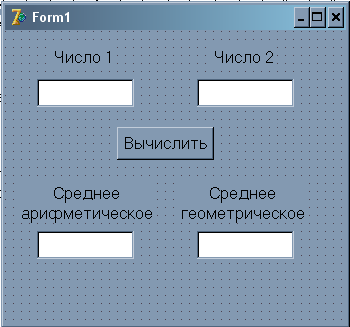 Form1
Число 1 Число 2
Вычислить
Среднее Среднее
арифметическое геометрическое